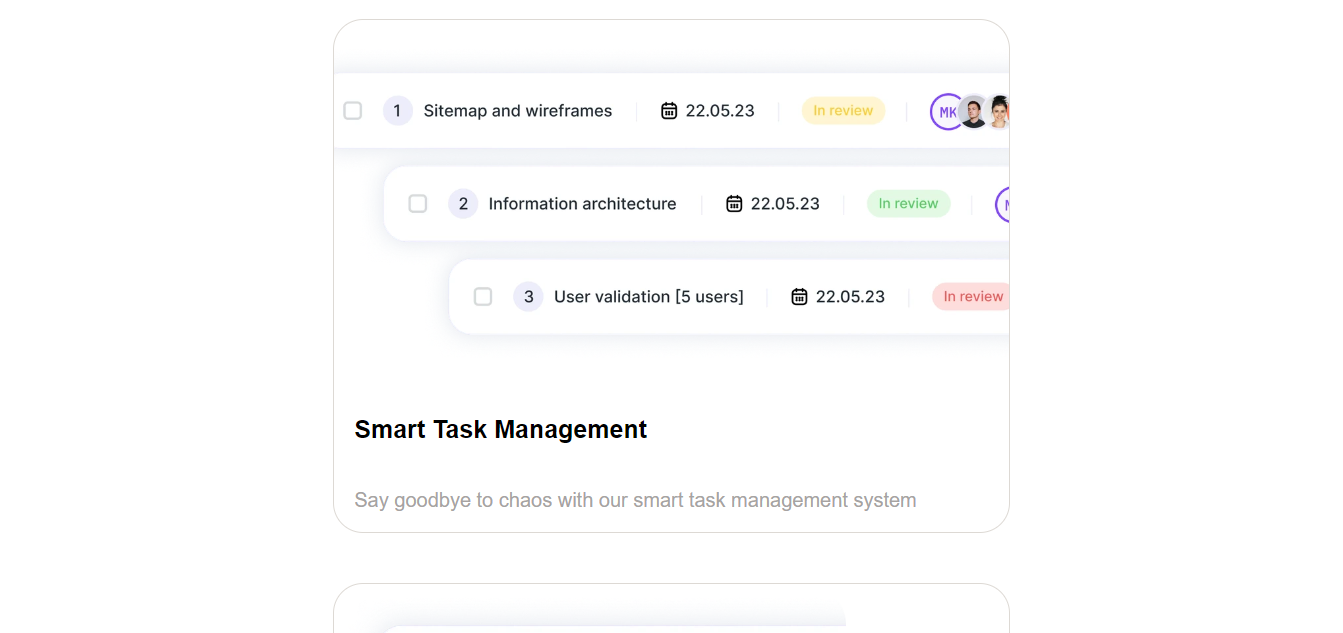 1 Sitemap and wireframes 22.05.23 In review MK
2 Information architecture 22.05.23 In review
3 User validation [5 users] 22.05.23 In review
Smart Task Management
Say goodbye to chaos with our smart task management system